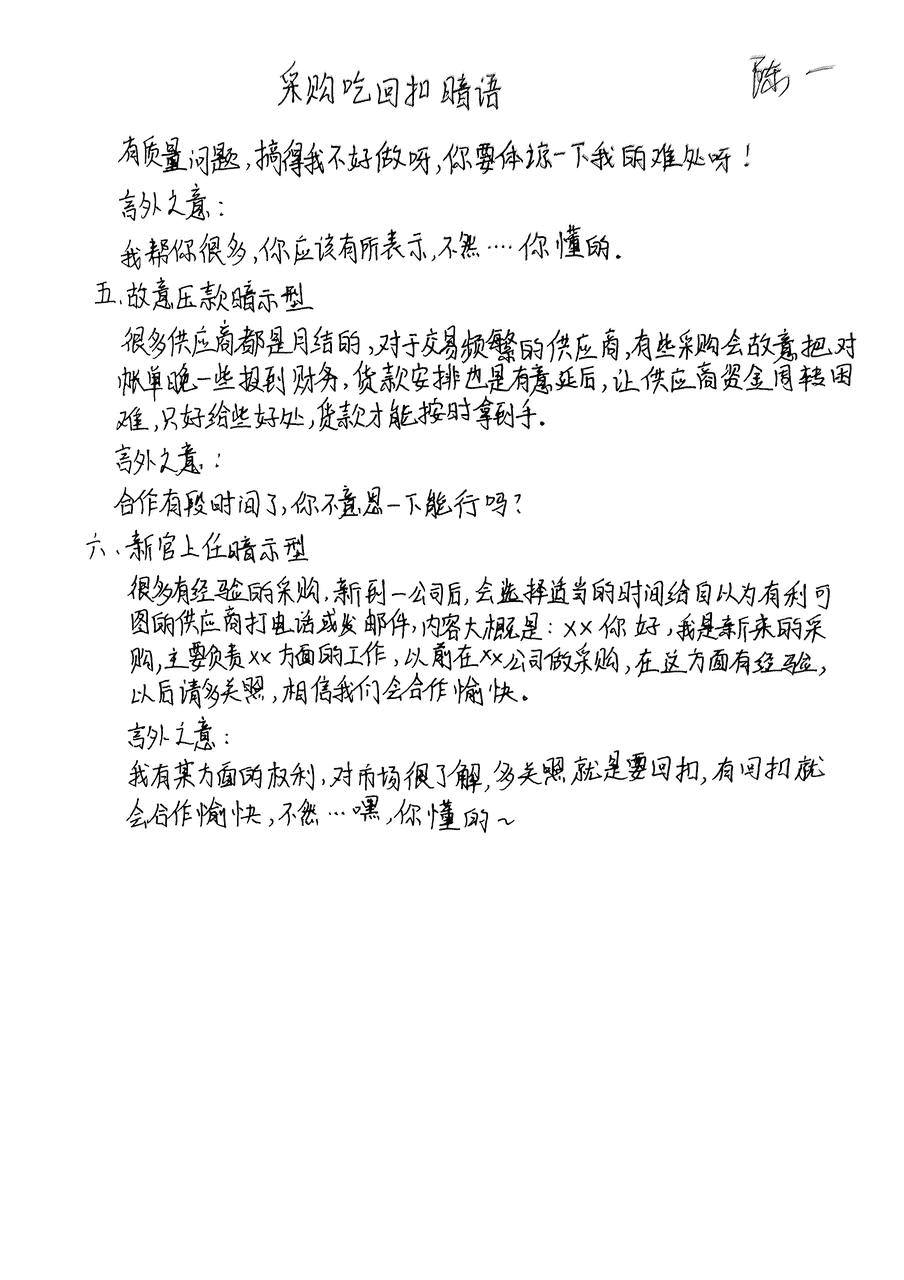 采购吃回扣暗语
陈一
有质量问题,搞得我不好做呀,你要体谅一下我的难处呀!
言外之意:
我帮你很多,你应该有所表示,不然····你懂的。
五、故意压款暗示型
很多供应商都是月结的,对于交易频繁的供应商,有些采购会故意把对
帐单晚一些报到财务,货款安排也是有意延后,让供应商资金周转困
难,只好给些好处,货款才能按时拿到手。
言外之意:
合作有段时间了,你不意思一下能行吗?
六、新官上任暗示型
很多有经验的采购,新到一公司后,会选择适当的时间给自以为有利可
图的供应商打电话或发邮件,内容大概是:xx你好,我是新来的采
购,主要负责xx方面的工作,以前在xx公司做采购,在这方面有经验,
以后请多关照,相信我们会合作愉快。
言外之意:
我有某方面的权利,对市场很了解,多关照就是要回扣,有回扣就
会合作愉快,不然···嘿,你懂的~